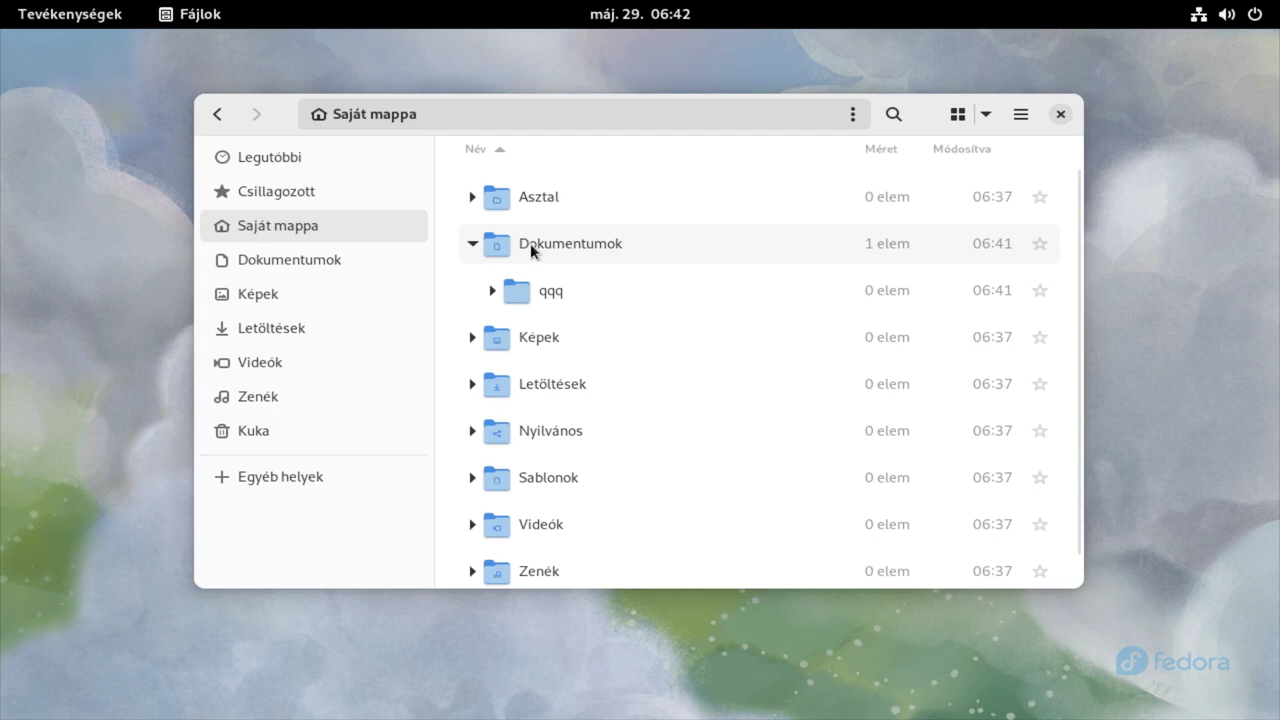 Tevékenységek Fájlok máj. 29. 06:42
Saját mappa
Legutóbbi
Csillagozott
Saját mappa
Dokumentumok
Képek
Letöltések
Videók
Zenék
Kuka
Egyéb helyek
Név Méret Módosítva
Asztal 0 elem 06:37
Dokumentumok 1 elem 06:41
qqq 0 elem 06:41
Képek 0 elem 06:37
Letöltések 0 elem 06:37
Nyilvános 0 elem 06:37
Sablonok 0 elem 06:37
Videók 0 elem 06:37
Zenék 0 elem 06:37
fedora